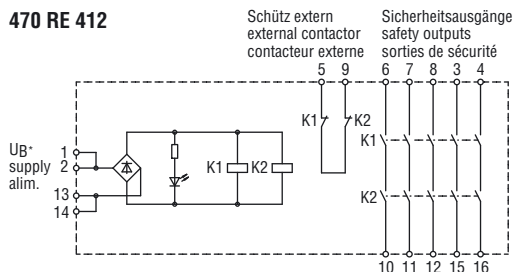 470 RE 412
Schütz extern
external contactor
contacteur externe
Sicherheitsausgänge
safety outputs
sorties de sécurité
5 9 6 7 8 3 4
K1 K2
K1
UB*
supply
alim.
1
2
13
14
K1 K2
K2
10 11 12 15 16